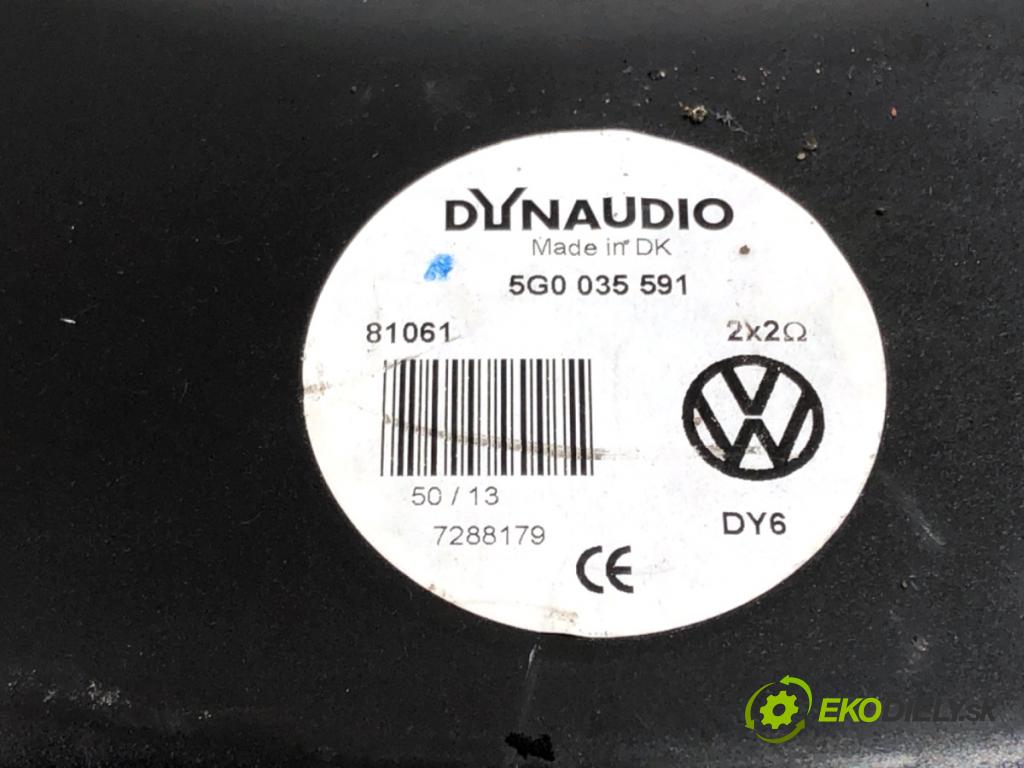 DYNAUDIO
Made in DK
5G0 035 591
81061 2x2Ω
50 / 13
7288179
DY6
CE
EKODIELY.SK